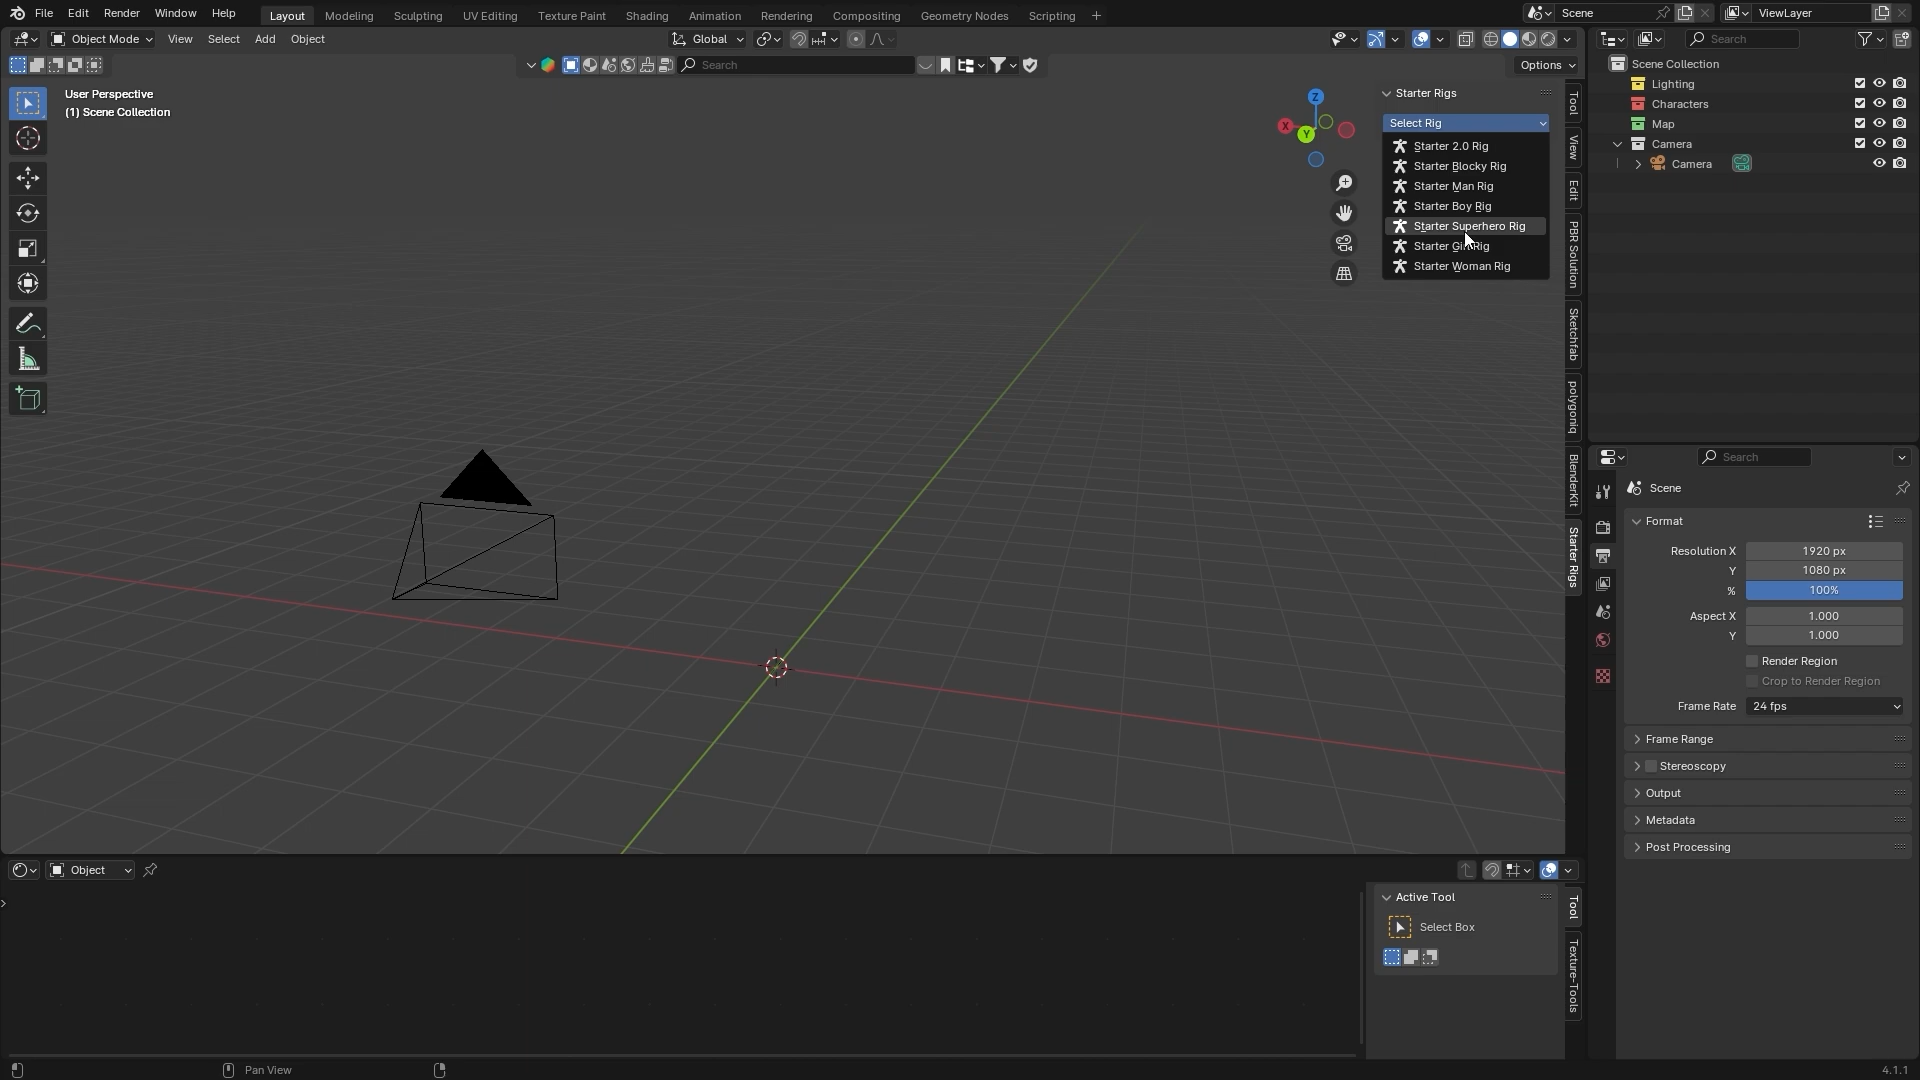 File Edit Render Window Help Layout Modeling Sculpting UV Editing Texture Paint Shading Animation Rendering Compositing Geometry Nodes Scripting Scene ViewLayer
Object Mode View Select Add Object Global Search
Search Options
User Perspective
(1) Scene Collection
Z
X
Y
Starter Rigs
Select Rig
Starter 2.0 Rig
Starter Blocky Rig
Starter Man Rig
Starter Boy Rig
Starter Superhero Rig
Starter Girl Rig
Starter Woman Rig
Tool
View
Edit
PBR Solution
Sketchfab
polygoniq
BlenderKit
Starter Rigs
Scene Collection
Lighting
Characters
Map
Camera
Camera
Search
Scene
Format
Resolution X 1920 px
Y 1080 px
% 100%
Aspect X 1.000
Y 1.000
Render Region
Crop to Render Region
Frame Rate 24 fps
Frame Range
Stereoscopy
Output
Metadata
Post Processing
Object
Active Tool
Select Box
Tool
Texture-Tools
Pan View
4.1.1